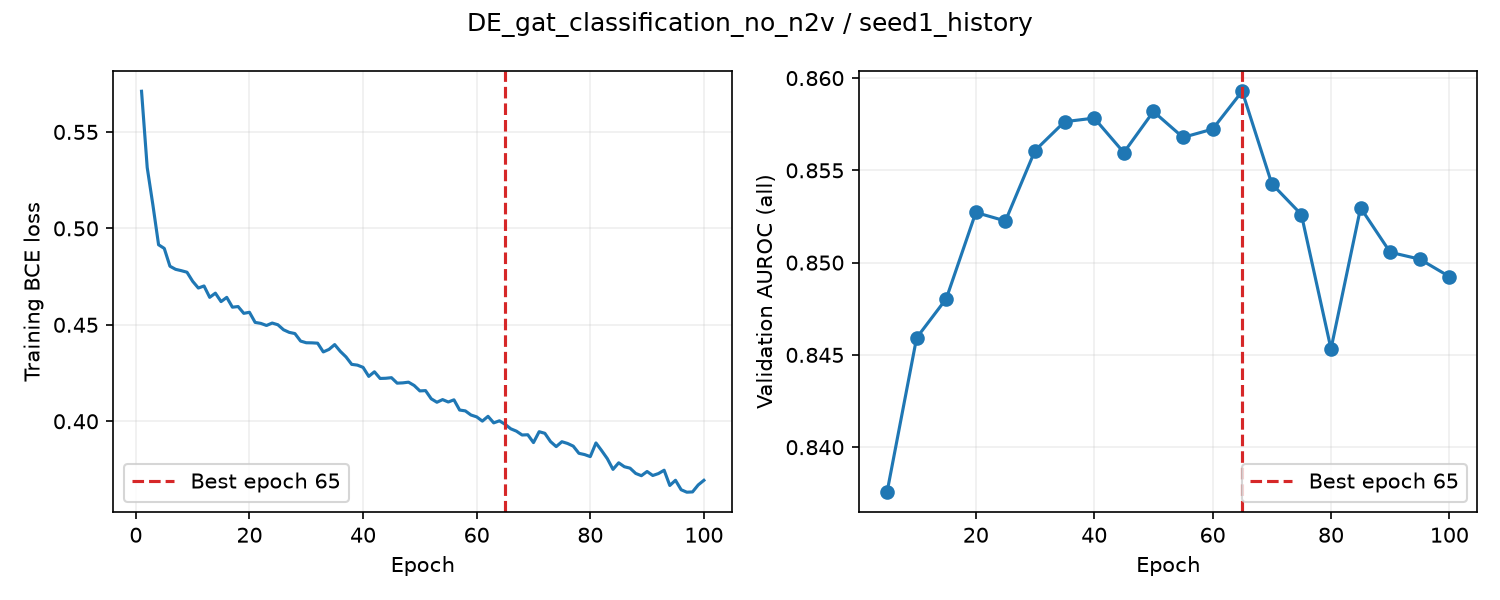 DE_gat_classification_no_n2v / seed1_history
Training BCE loss
0.55
0.50
0.45
0.40
Best epoch 65
0 20 40 60 80 100
Epoch
Validation AUROC (all)
0.860
0.855
0.850
0.845
0.840
Best epoch 65
20 40 60 80 100
Epoch